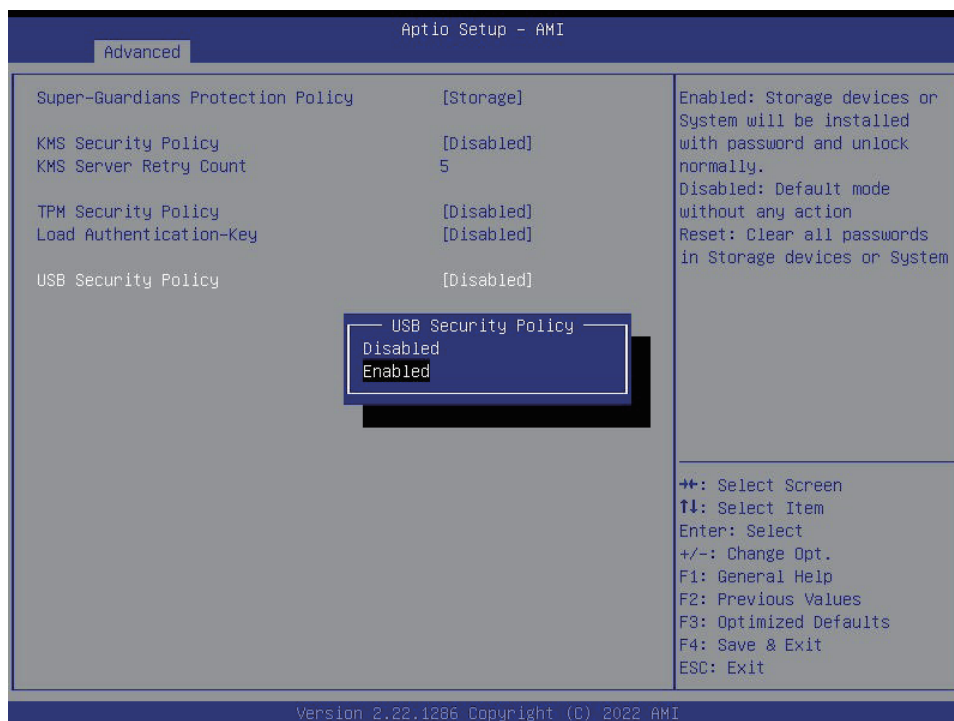 Aptio Setup – AMI
Advanced
Super-Guardians Protection Policy [Storage]
KMS Security Policy [Disabled]
KMS Server Retry Count 5
TPM Security Policy [Disabled]
Load Authentication-Key [Disabled]
USB Security Policy [Disabled]
USB Security Policy
Disabled
Enabled
Enabled: Storage devices or
System will be installed
with password and unlock
normally.
Disabled: Default mode
without any action
Reset: Clear all passwords
in Storage devices or System
→←: Select Screen
↑↓: Select Item
Enter: Select
+/-: Change Opt.
F1: General Help
F2: Previous Values
F3: Optimized Defaults
F4: Save & Exit
ESC: Exit
Version 2.22.1286 Copyright (C) 2022 AMI